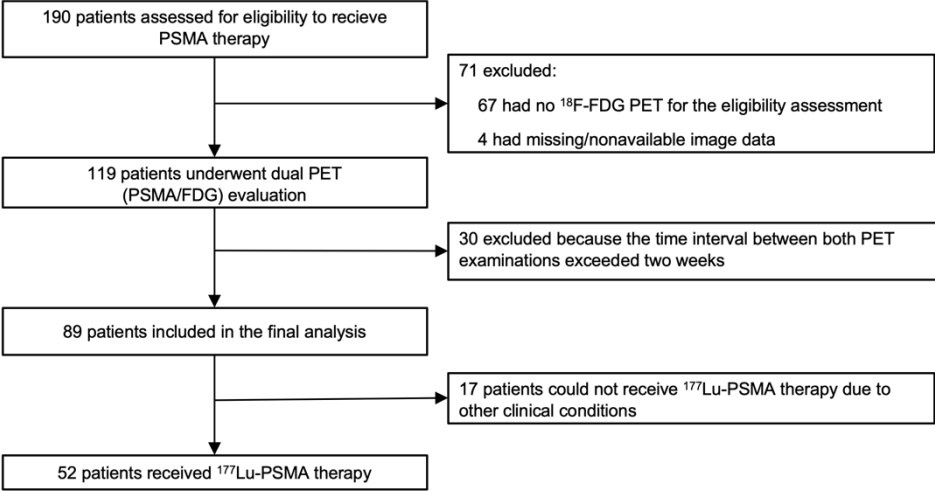 190 patients assessed for eligibility to recieve
PSMA therapy
71 excluded:
67 had no ¹⁸F-FDG PET for the eligibility assessment
4 had missing/nonavailable image data
119 patients underwent dual PET
(PSMA/FDG) evaluation
30 excluded because the time interval between both PET
examinations exceeded two weeks
89 patients included in the final analysis
17 patients could not receive ¹⁷⁷Lu-PSMA therapy due to
other clinical conditions
52 patients received ¹⁷⁷Lu-PSMA therapy